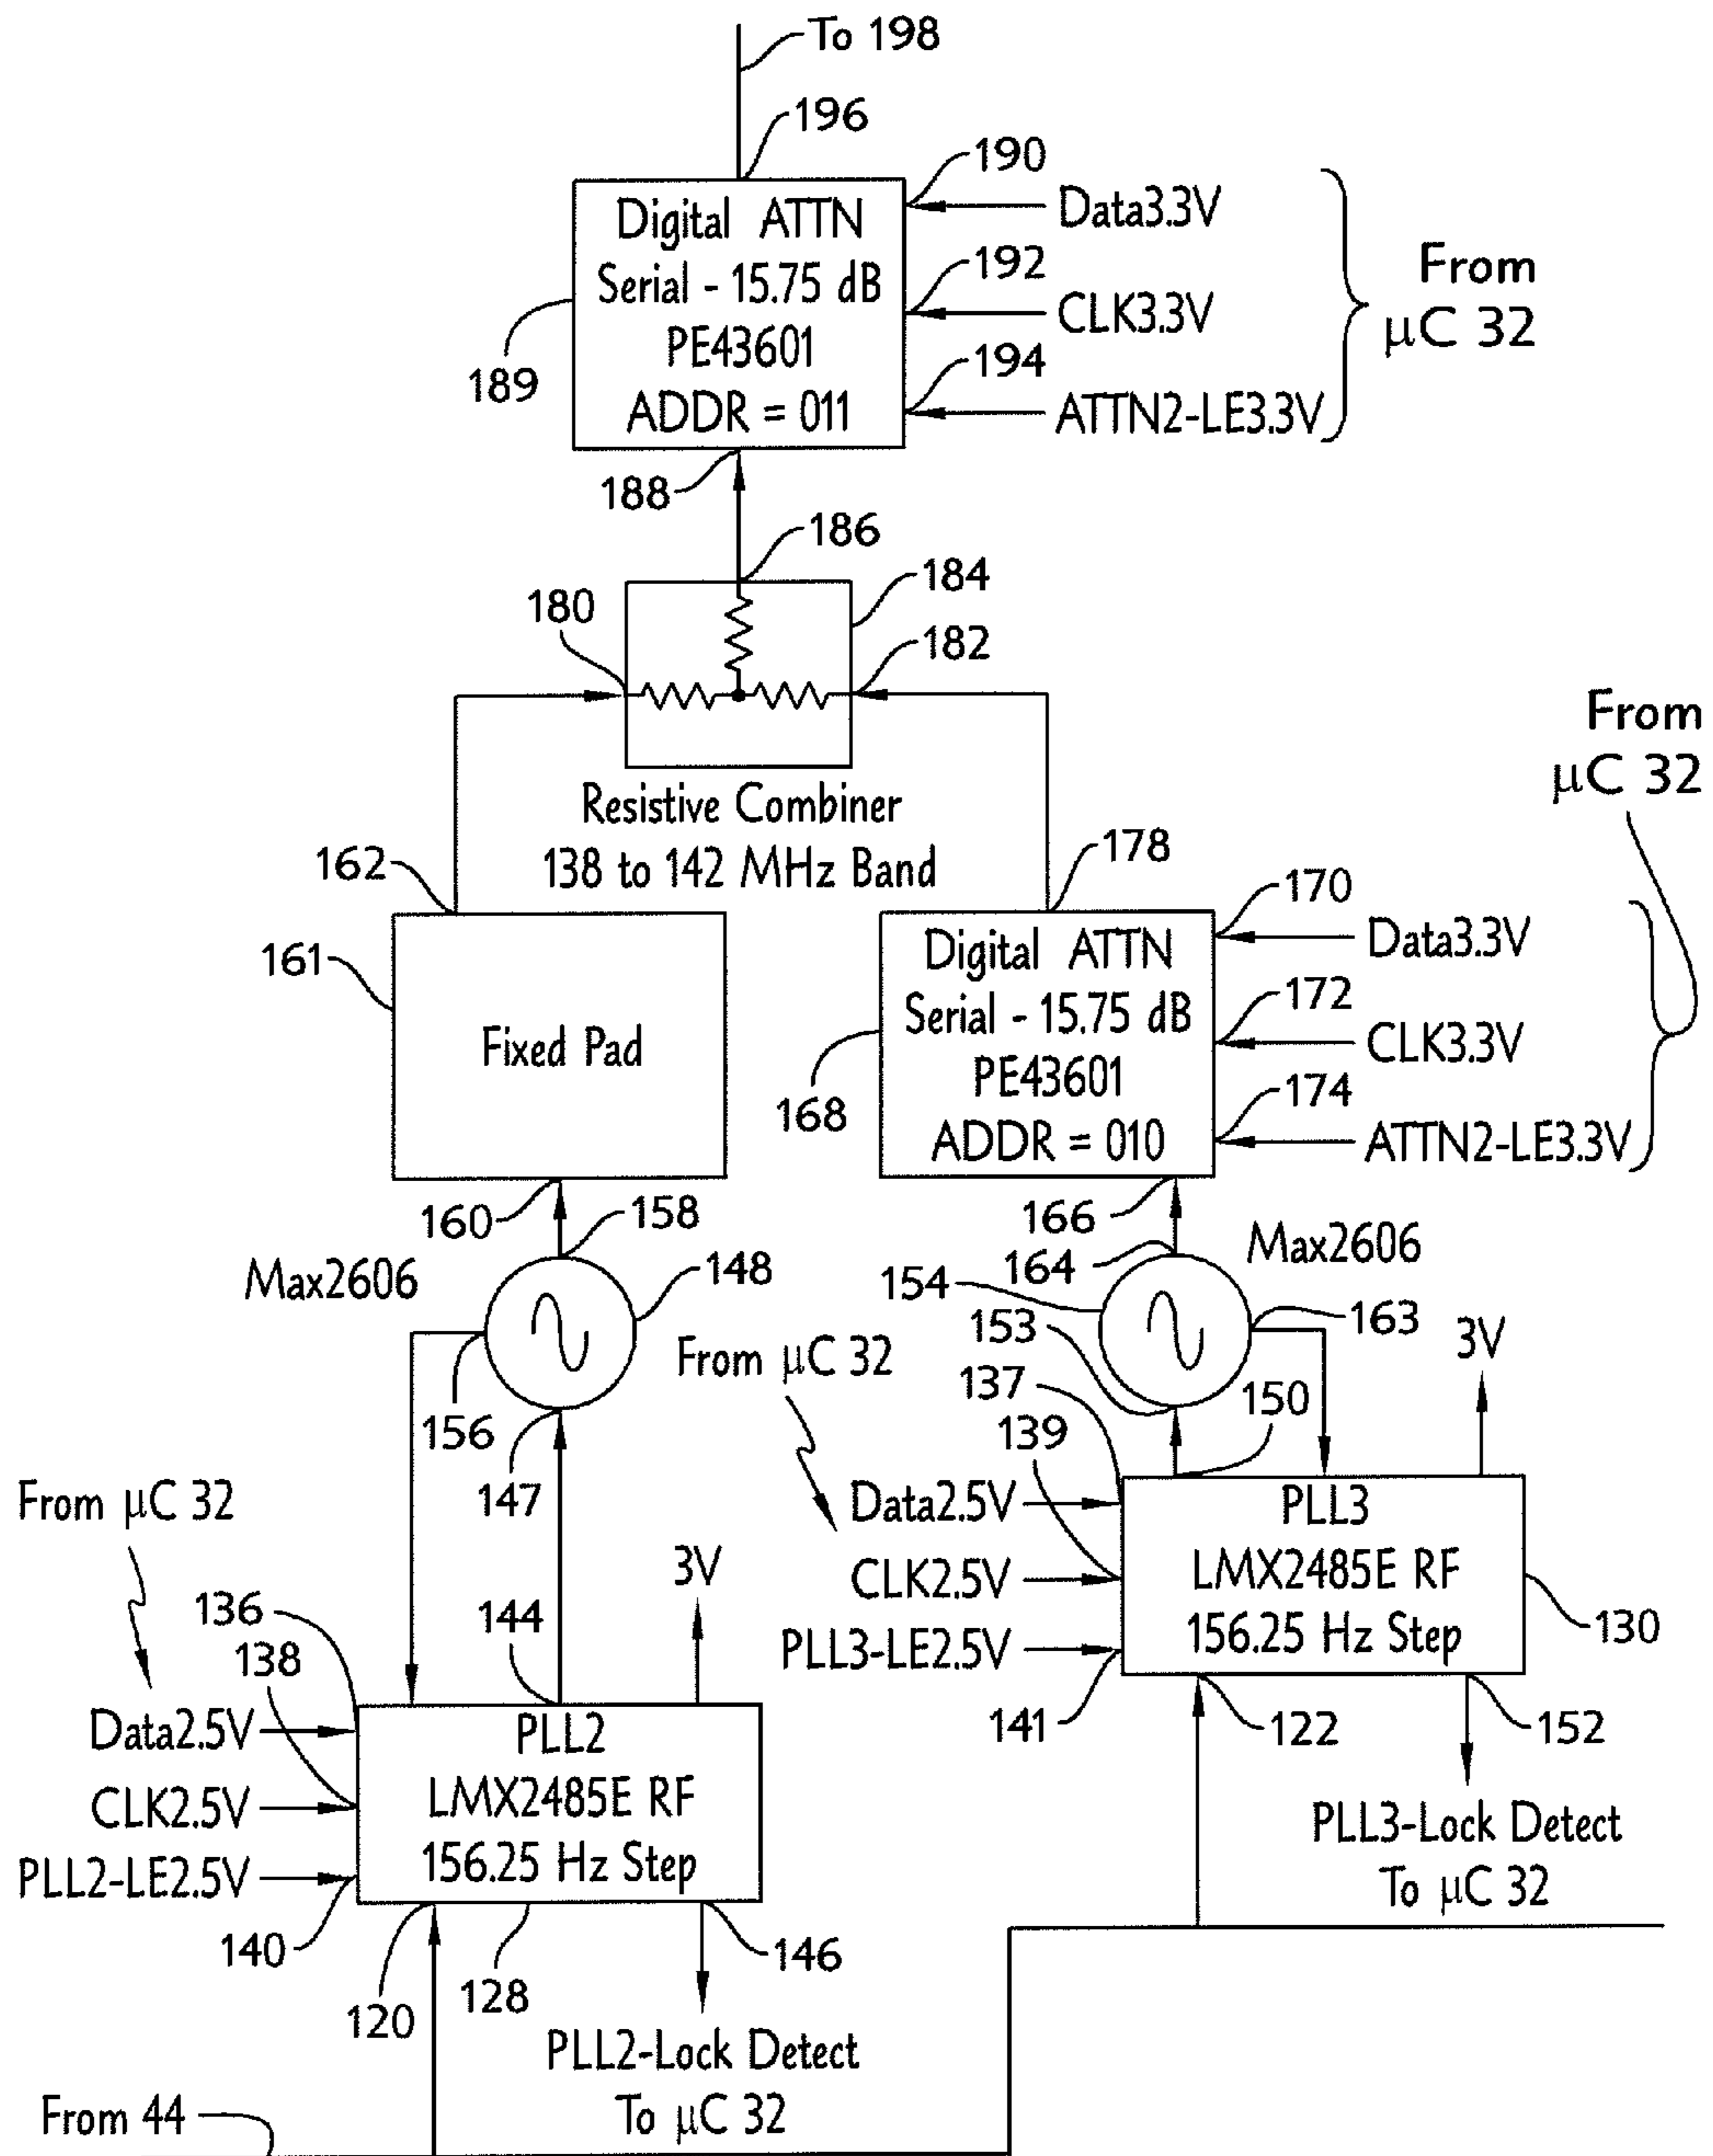 To 198
196
190
Digital ATTN
Serial - 15.75 dB
PE43601
ADDR = 011
189
Data3.3V
192
CLK3.3V
194
ATTN2-LE3.3V
From
μC 32
188
186
184
180
182
Resistive Combiner
138 to 142 MHz Band
From
μC 32
162
178
170
161
Fixed Pad
Digital ATTN
Serial - 15.75 dB
PE43601
ADDR = 010
168
Data3.3V
172
CLK3.3V
174
ATTN2-LE3.3V
160
158
166
164
Max2606
148
156
147
Max2606
154
153
163
From μC 32
137
139
150
3V
Data2.5V
CLK2.5V
PLL3-LE2.5V
141
PLL3
LMX2485E RF
156.25 Hz Step
130
122
152
PLL3-Lock Detect
To μC 32
From μC 32
136
138
144
3V
Data2.5V
CLK2.5V
PLL2-LE2.5V
140
PLL2
LMX2485E RF
156.25 Hz Step
120
128
146
PLL2-Lock Detect
To μC 32
From 44